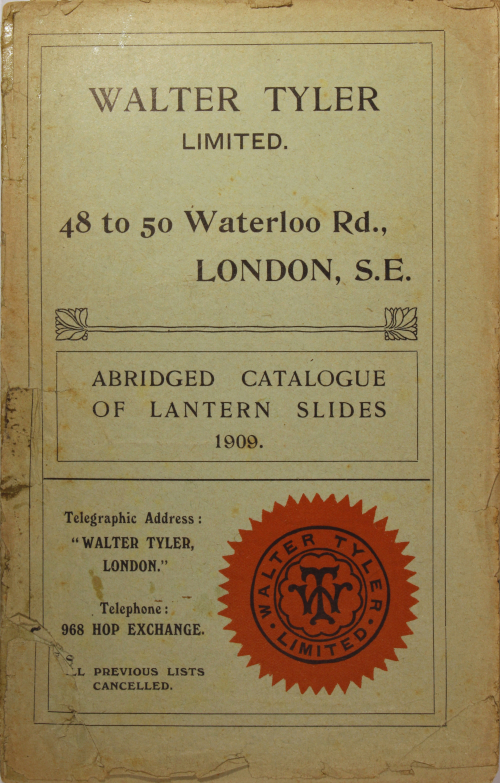 WALTER TYLER
LIMITED.
48 to 50 Waterloo Rd.,
LONDON, S.E.
ABRIDGED CATALOGUE
OF LANTERN SLIDES
1909.
Telegraphic Address:
"WALTER TYLER,
LONDON."
Telephone:
968 HOP EXCHANGE.
PREVIOUS LISTS
CANCELLED.
WALTER TYLER
LIMITED
WT